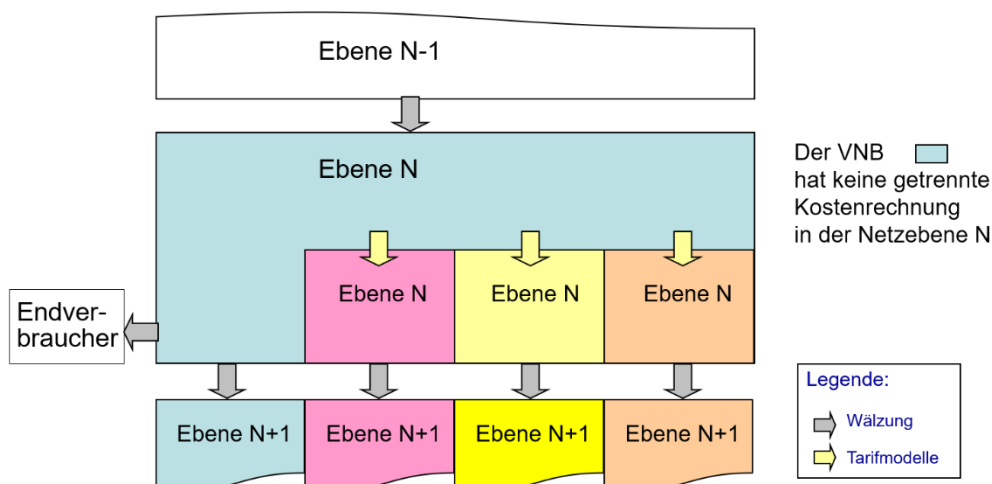 Ebene N-1
Ebene N
Der VNB
hat keine getrennte
Kostenrechnung
in der Netzebene N
Ebene N
Ebene N
Ebene N
Endver-
braucher
Legende:
Wälzung
Tarifmodelle
Ebene N+1
Ebene N+1
Ebene N+1
Ebene N+1